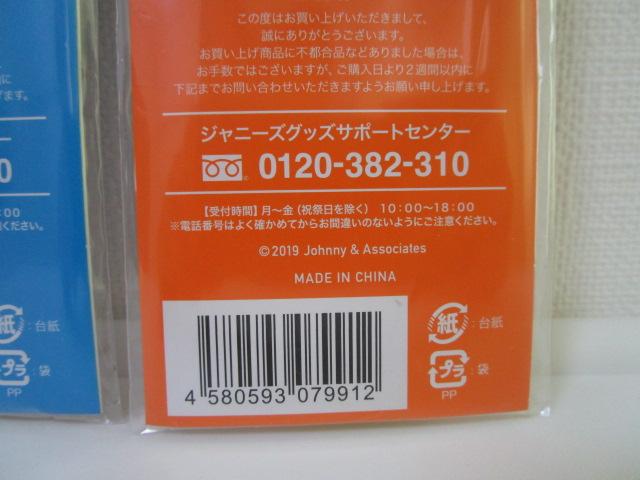 この度はお買い上げいただきまして、
誠にありがとうございます。
お買い上げ商品に不都合品などありました場合は、
お手数ではございますが、ご購入日より2週間以内に
下記までお問い合わせいただきますようお願い申し上げます。
ジャニーズグッズサポートセンター
0120-382-310
【受付時間】月～金（祝祭日を除く） 10:00～18:00
※電話番号はよく確かめてからお間違いのないようにご注意ください。
©2019 Johnny & Associates
MADE IN CHINA
紙 : 台紙
プラ : 袋
PP
4 580593 079912
紙 : 台紙
プラ : 袋
PP